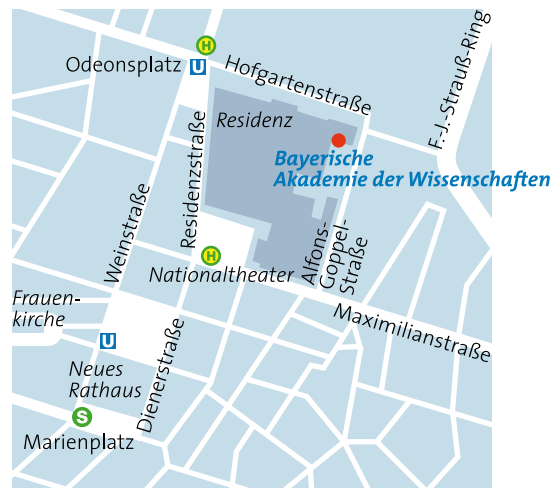 H
Odeonsplatz
U
Hofgartenstraße
F.-J.-Strauß-Ring
Residenz
Bayerische
Akademie der Wissenschaften
Residenzstraße
Weinstraße
H
Nationaltheater
Alfons-
Goppel-
Straße
Maximilianstraße
Frauen-
kirche
U
Neues
Rathaus
Dienerstraße
S
Marienplatz